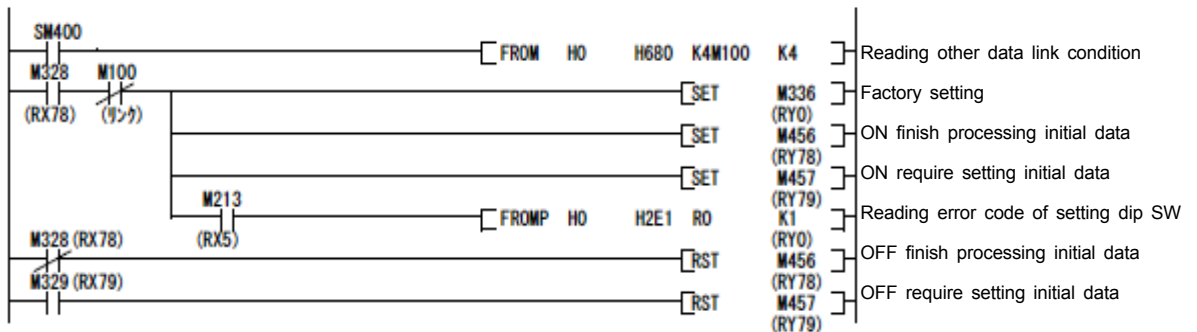 SM400
FROM H0 H680 K4M100 K4 Reading other data link condition
M328 M100
SET M336 Factory setting
(RX78) (リンク) (RY0)
SET M456 ON finish processing initial data
(RY78)
SET M457 ON require setting initial data
M213 (RY79)
FROMP H0 H2E1 R0 K1 Reading error code of setting dip SW
M328 (RX78) (RX5) (RY0)
RST M456 OFF finish processing initial data
M329 (RX79) (RY78)
RST M457 OFF require setting initial data
(RY79)